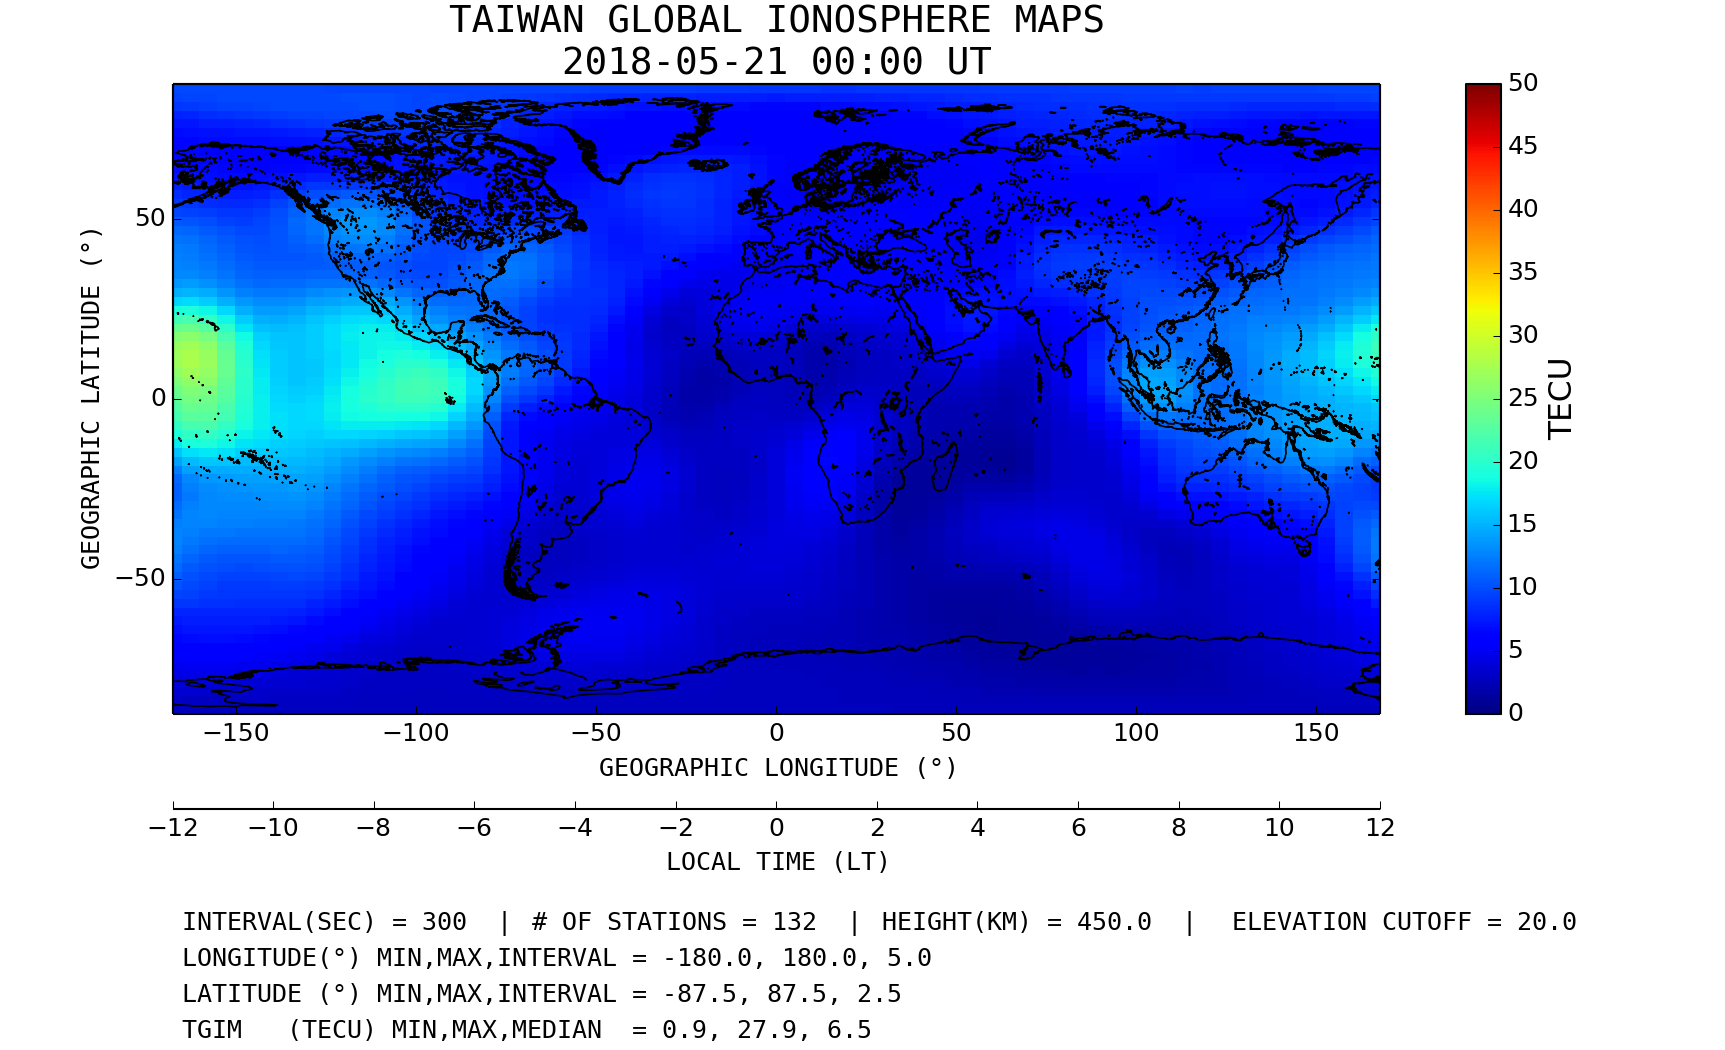 TAIWAN GLOBAL IONOSPHERE MAPS
2018-05-21 00:00 UT
GEOGRAPHIC LATITUDE (°)
50
0
−50
−150 −100 −50 0 50 100 150
GEOGRAPHIC LONGITUDE (°)
−12 −10 −8 −6 −4 −2 0 2 4 6 8 10 12
LOCAL TIME (LT)
50
45
40
35
30
25
20
15
10
5
0
TECU
INTERVAL(SEC) = 300 | # OF STATIONS = 132 | HEIGHT(KM) = 450.0 | ELEVATION CUTOFF = 20.0
LONGITUDE(°) MIN,MAX,INTERVAL = -180.0, 180.0, 5.0
LATITUDE (°) MIN,MAX,INTERVAL = -87.5, 87.5, 2.5
TGIM (TECU) MIN,MAX,MEDIAN = 0.9, 27.9, 6.5